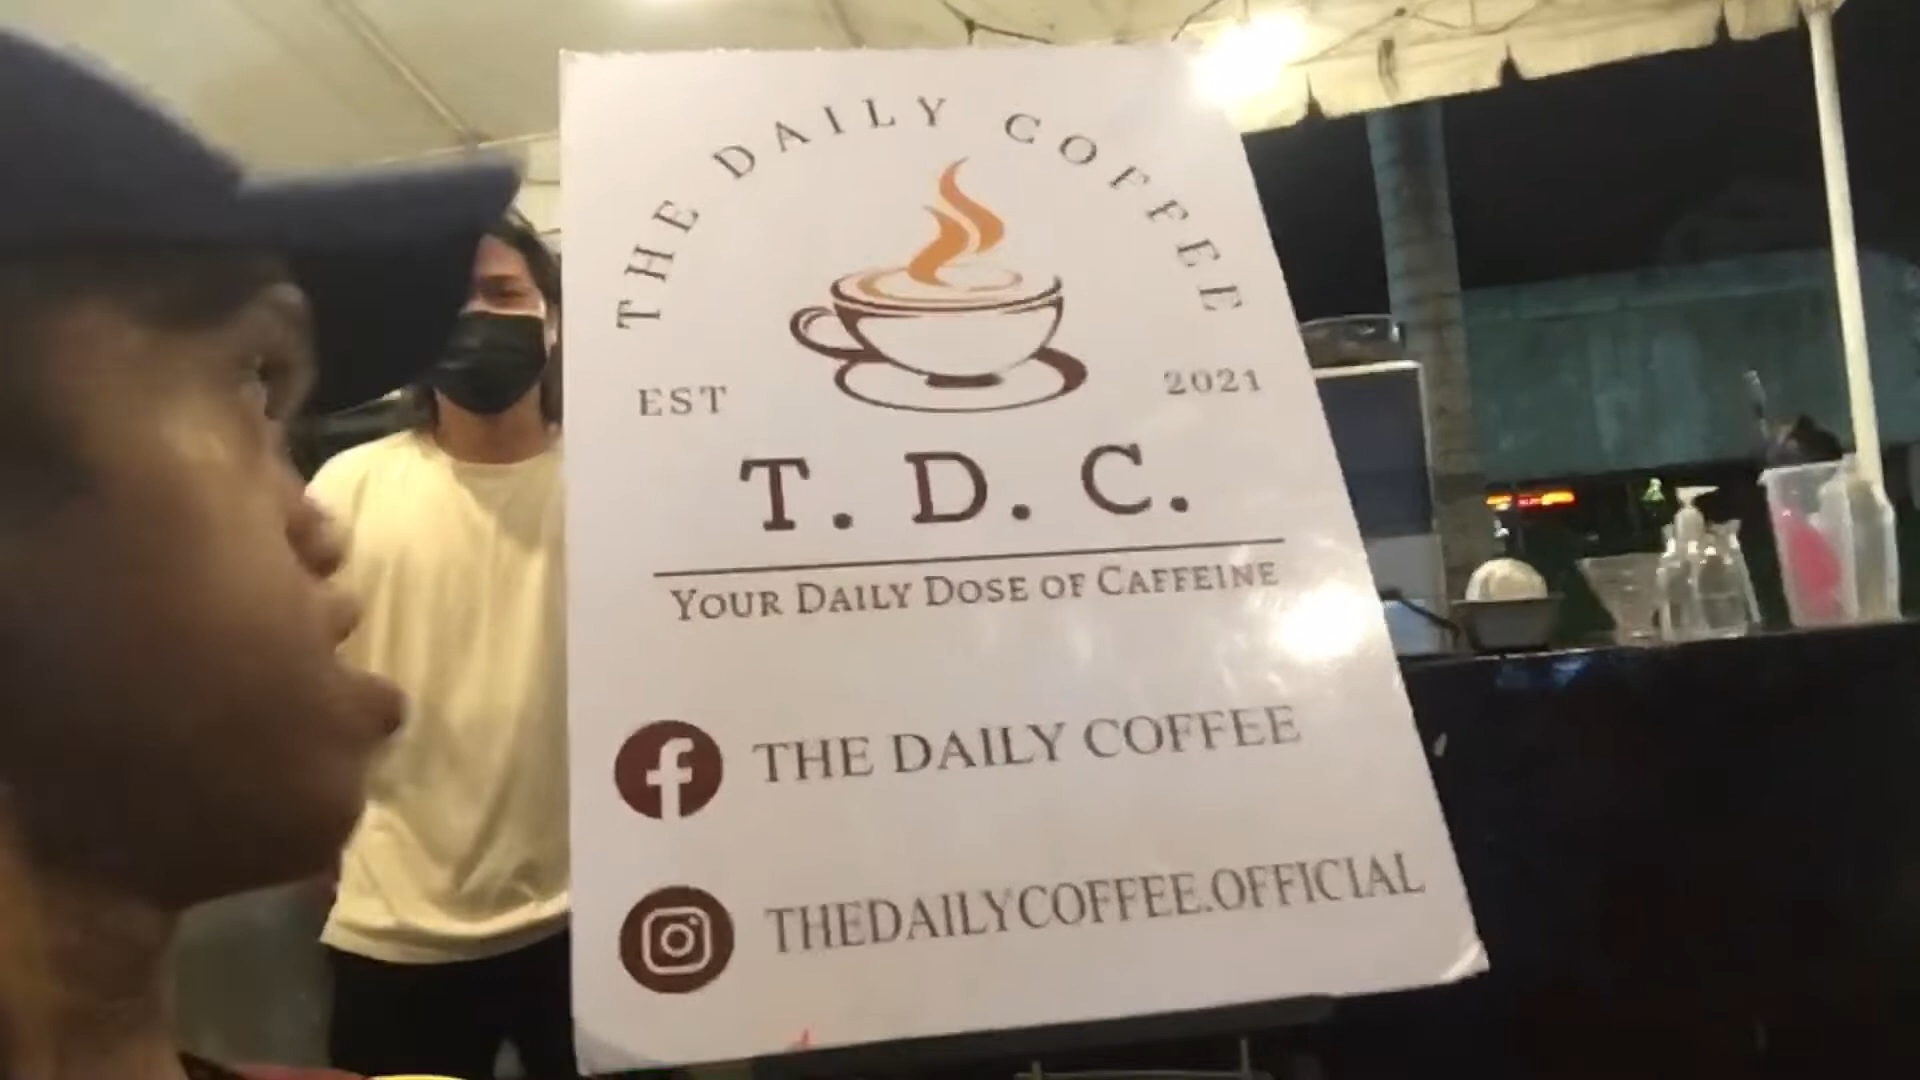 THE DAILY COFFEE
EST 2021
T. D. C.
YOUR DAILY DOSE OF CAFFEINE
THE DAILY COFFEE
THEDAILYCOFFEE.OFFICIAL